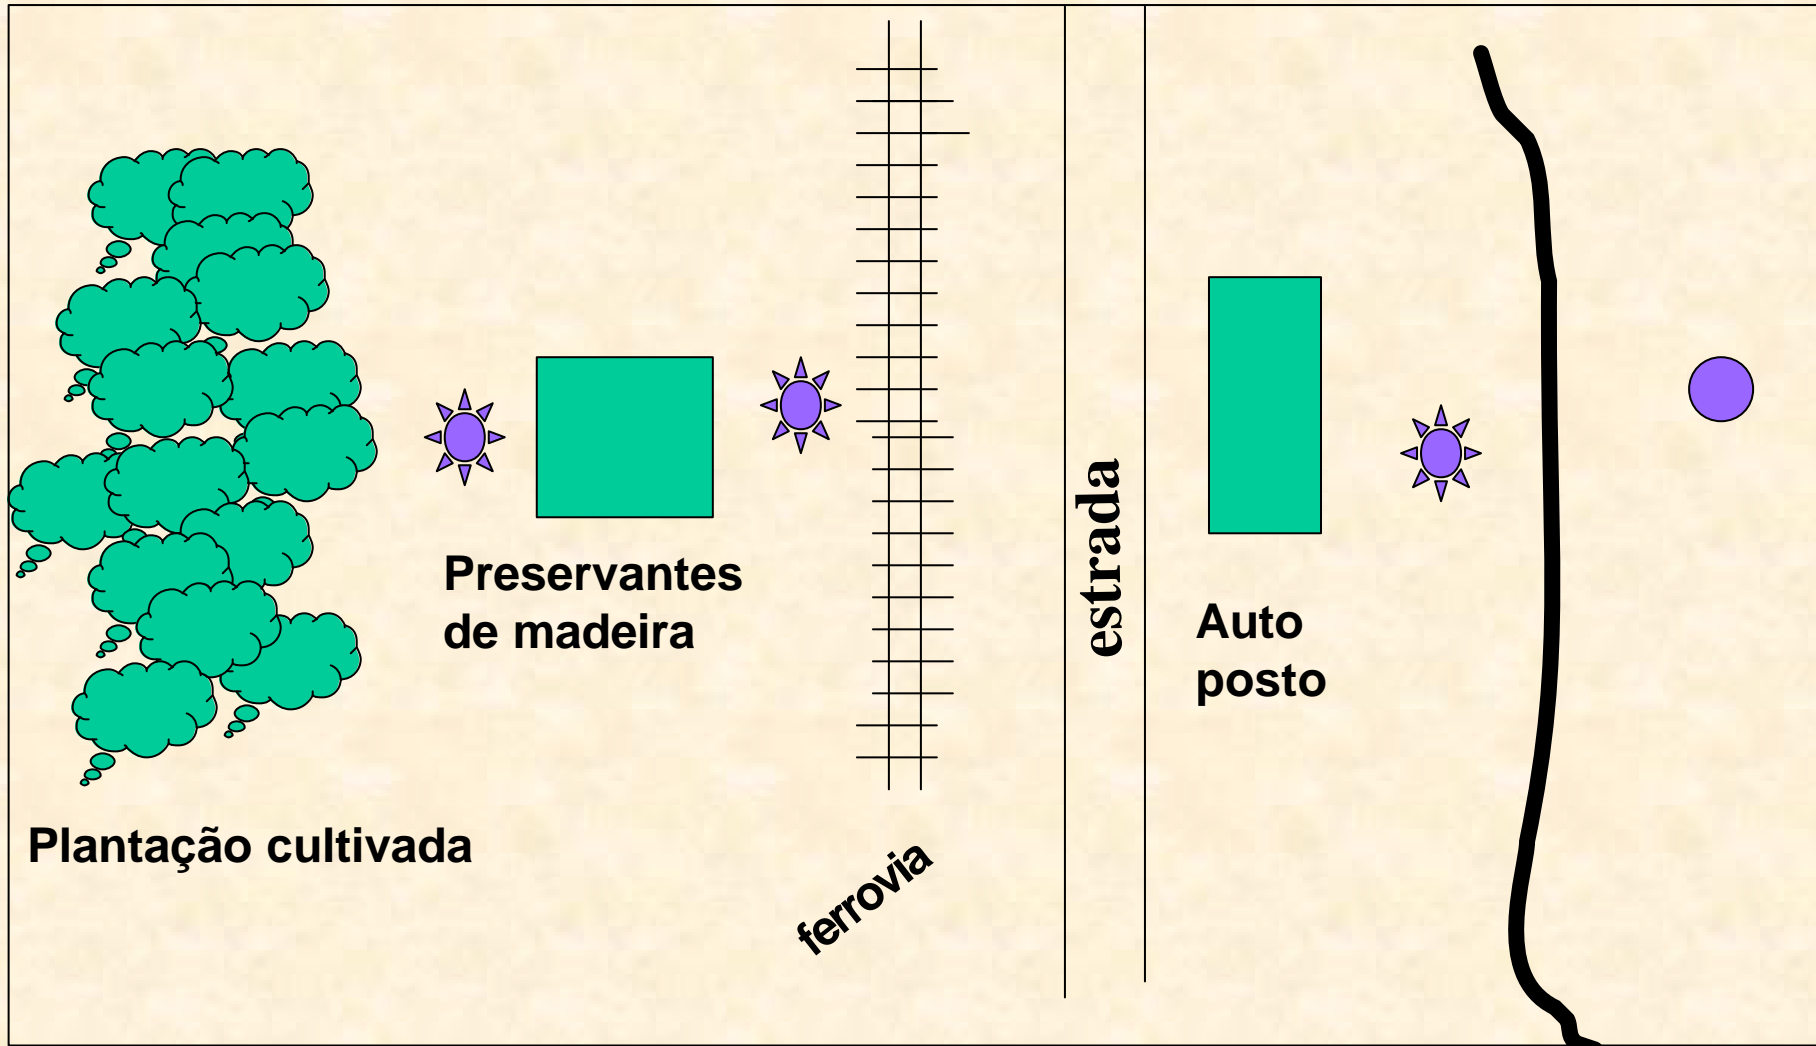 Preservantes
de madeira
estrada
Auto
posto
Plantação cultivada
ferrovia